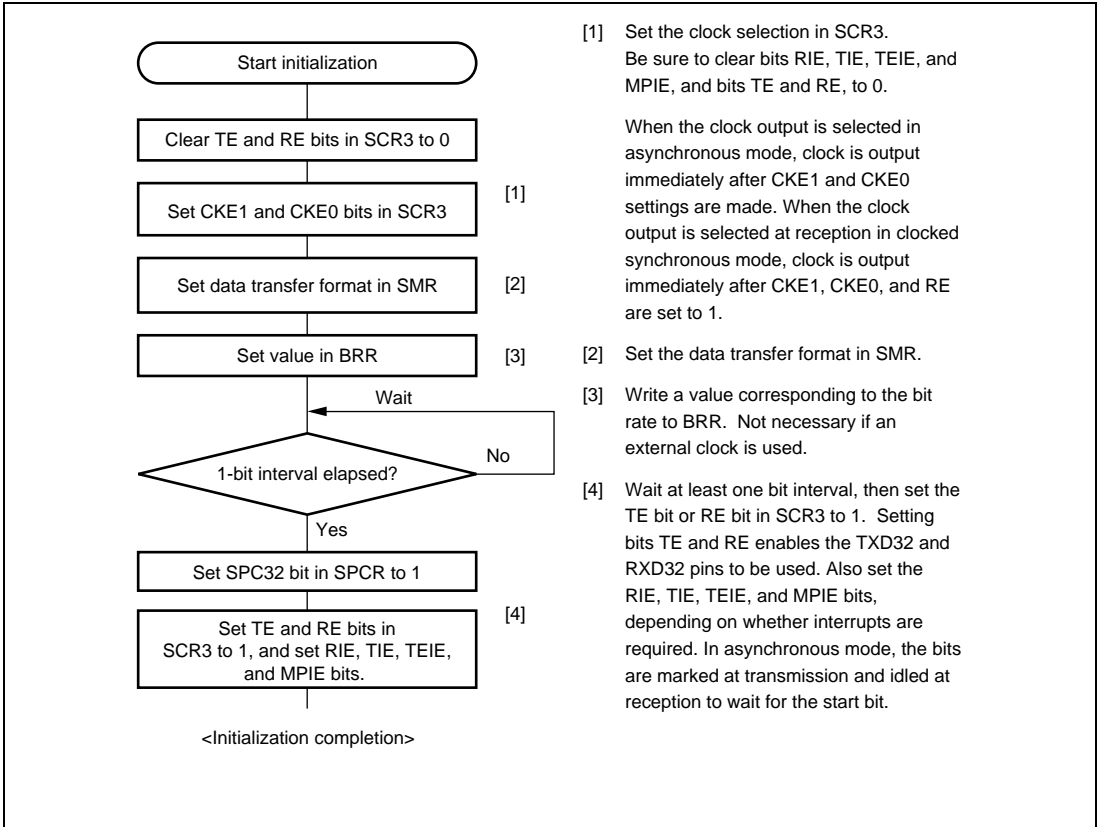 Start initialization
Clear TE and RE bits in SCR3 to 0
Set CKE1 and CKE0 bits in SCR3
[1]
Set data transfer format in SMR
[2]
Set value in BRR
[3]
Wait
1-bit interval elapsed?
No
Yes
Set SPC32 bit in SPCR to 1
Set TE and RE bits in
SCR3 to 1, and set RIE, TIE, TEIE,
and MPIE bits.
[4]
<Initialization completion>
[1] Set the clock selection in SCR3.
Be sure to clear bits RIE, TIE, TEIE, and
MPIE, and bits TE and RE, to 0.
When the clock output is selected in
asynchronous mode, clock is output
immediately after CKE1 and CKE0
settings are made. When the clock
output is selected at reception in clocked
synchronous mode, clock is output
immediately after CKE1, CKE0, and RE
are set to 1.
[2] Set the data transfer format in SMR.
[3] Write a value corresponding to the bit
rate to BRR. Not necessary if an
external clock is used.
[4] Wait at least one bit interval, then set the
TE bit or RE bit in SCR3 to 1. Setting
bits TE and RE enables the TXD32 and
RXD32 pins to be used. Also set the
RIE, TIE, TEIE, and MPIE bits,
depending on whether interrupts are
required. In asynchronous mode, the bits
are marked at transmission and idled at
reception to wait for the start bit.